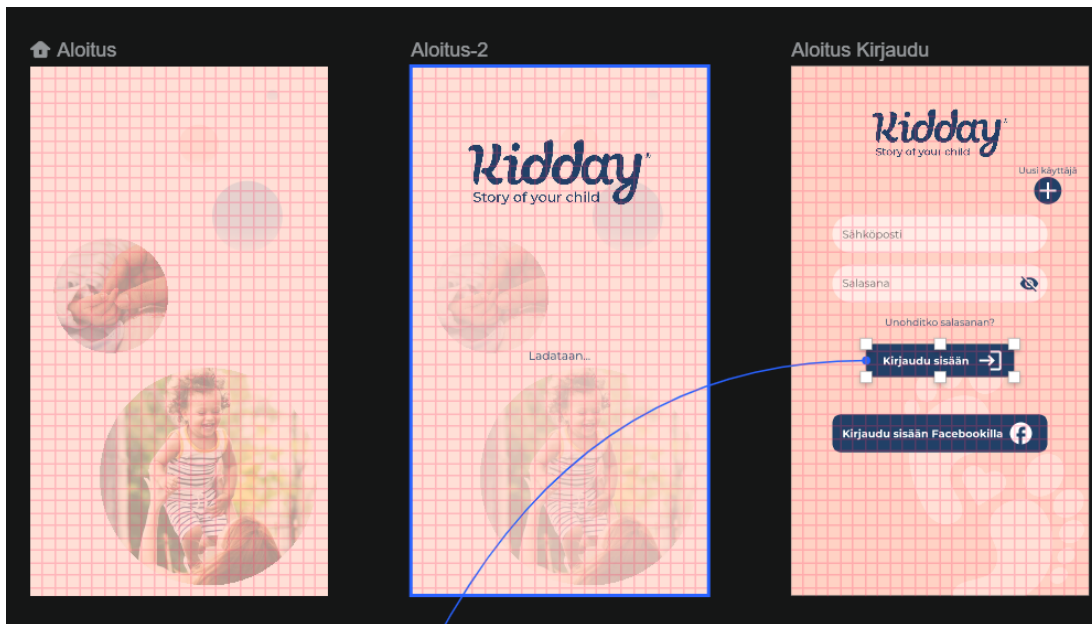 Aloitus
Aloitus-2
Kidday
Story of your child
Ladataan...
Aloitus Kirjaudu
Kidday
Story of your child
Uusi käyttäjä
Sähköposti
Salasana
Unohditko salasanan?
Kirjaudu sisään
Kirjaudu sisään Facebookilla